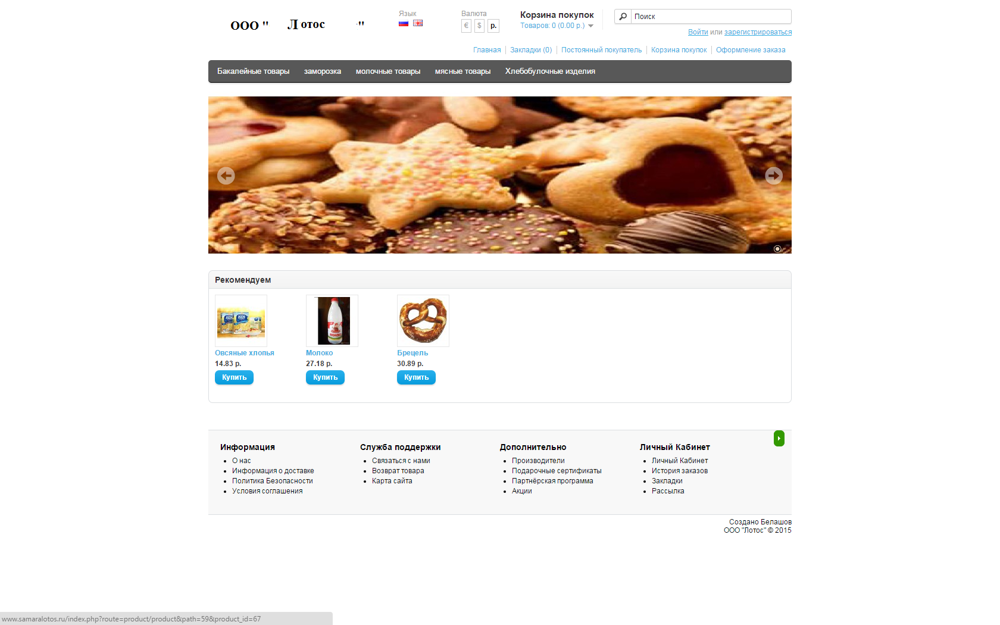 ООО " Лотос "
Язык
Валюта
€ $ р.
Корзина покупок
Товаров: 0 (0.00 р.)
Поиск
Войти или зарегистрироваться
Главная Закладки (0) Постоянный покупатель Корзина покупок Оформление заказа
Бакалейные товары заморозка молочные товары мясные товары Хлебобулочные изделия
Рекомендуем
Овсяные хлопья Молоко Брецель
14.83 р. 27.18 р. 30.89 р.
Купить Купить Купить
Информация Служба поддержки Дополнительно Личный Кабинет
О нас Связаться с нами Производители Личный Кабинет
Информация о доставке Возврат товара Подарочные сертификаты История заказов
Политика Безопасности Карта сайта Партнёрская программа Закладки
Условия соглашения Акции Рассылка
Создано Белашов
ООО "Лотос" © 2015
www.samaralotos.ru/index.php?route=product/product&path=59&product_id=67